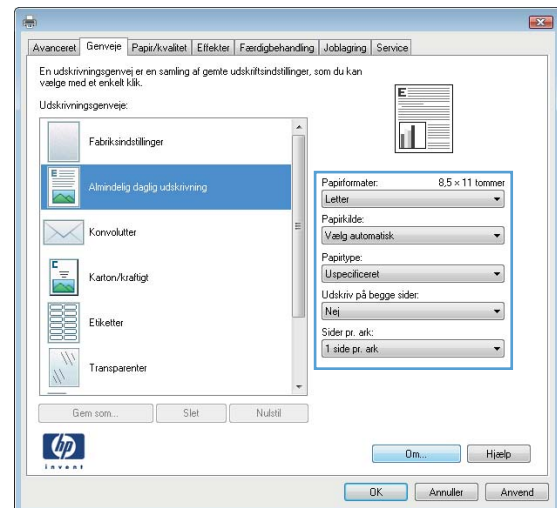 Avanceret Genveje Papir/kvalitet Effekter Færdigbehandling Joblagring Service
En udskrivningsgenvej er en samling af gemte udskriftsindstillinger, som du kan
vælge med et enkelt klik.
Udskrivningsgenveje:
Fabriksindstillinger
Almindelig daglig udskrivning
Konvolutter
Karton/kraftigt
Etiketter
Transparenter
E
E
C
Papirformater: 8,5 × 11 tommer
Letter
Papirkilde:
Vælg automatisk
Papirtype:
Uspecificeret
Udskriv på begge sider:
Nej
Sider pr. ark:
1 side pr. ark
Gem som... Slet Nulstil
hp
invent
Om... Hjælp
OK Annuller Anvend